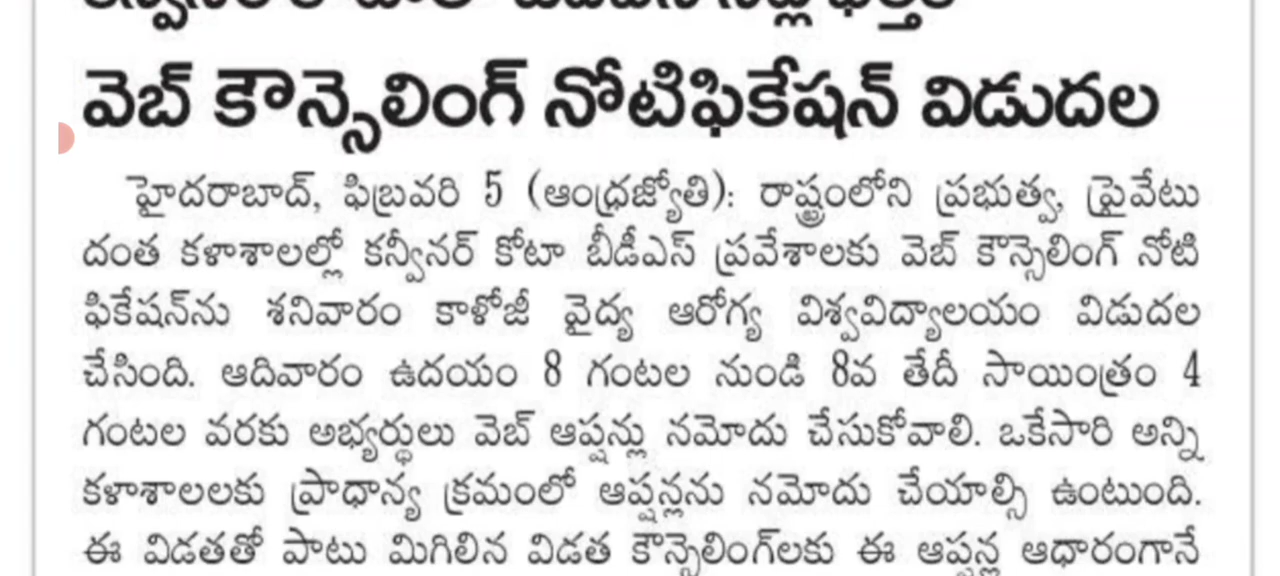 వెబ్ కౌన్సెలింగ్ నోటిఫికేషన్ విడుదల
హైదరాబాద్, ఫిబ్రవరి 5 (ఆంధ్రజ్యోతి): రాష్ట్రంలోని ప్రభుత్వ, ప్రైవేటు
దంత కళాశాలల్లో కన్వీనర్ కోటా బీడీఎస్ ప్రవేశాలకు వెబ్ కౌన్సెలింగ్ నోటి
ఫికేషన్‌ను శనివారం కాళోజీ వైద్య ఆరోగ్య విశ్వవిద్యాలయం విడుదల
చేసింది. ఆదివారం ఉదయం 8 గంటల నుండి 8వ తేదీ సాయింత్రం 4
గంటల వరకు అభ్యర్థులు వెబ్ ఆప్షన్లు నమోదు చేసుకోవాలి. ఒకేసారి అన్ని
కళాశాలలకు ప్రాధాన్య క్రమంలో ఆప్షన్లను నమోదు చేయాల్సి ఉంటుంది.
ఈ విడతతో పాటు మిగిలిన విడత కౌన్సెలింగ్‌లకు ఈ ఆప్షన్ల ఆధారంగానే